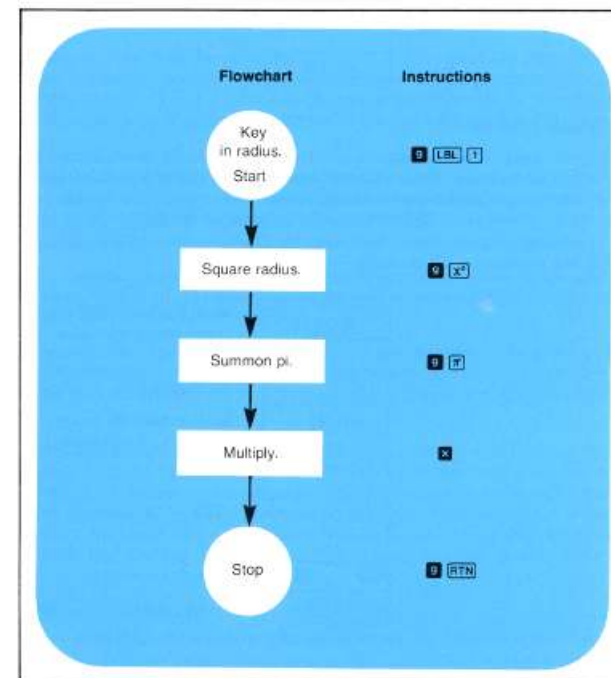 Flowchart Instructions
Key
in radius.
Start
g LBL 1
Square radius. g x²
Summon pi. g π
Multiply. ×
Stop g RTN